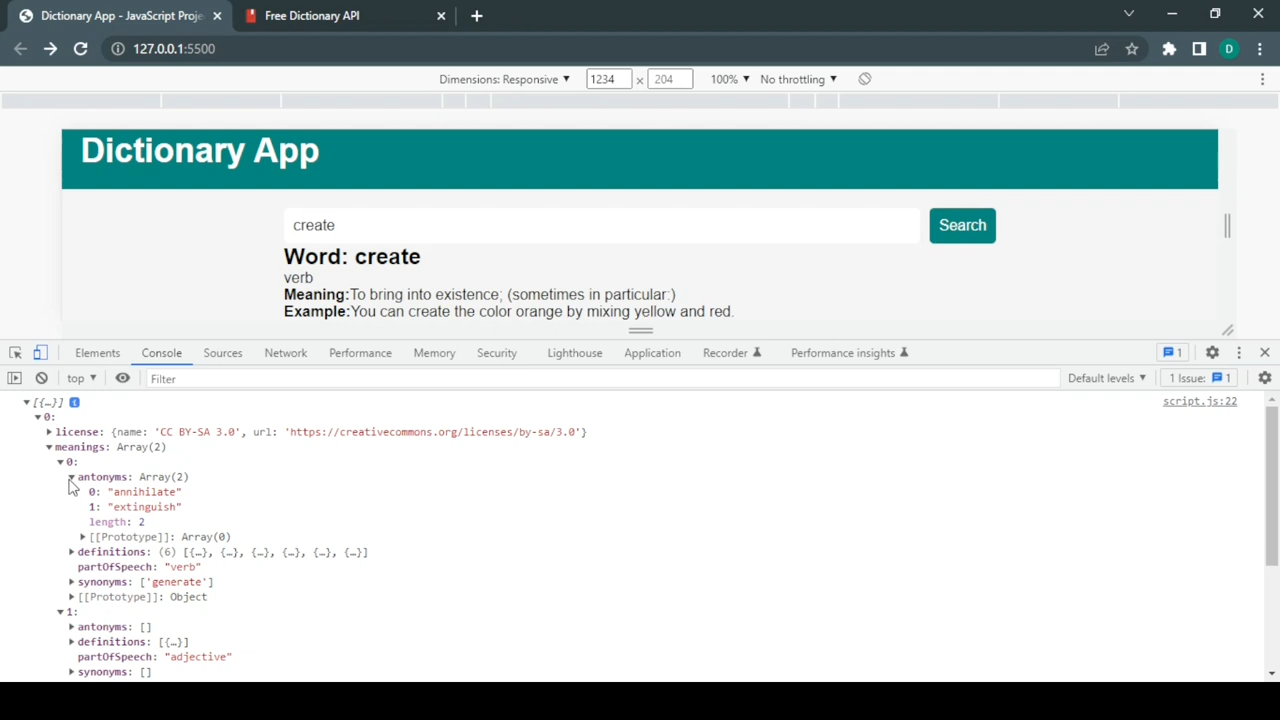 Dictionary App - JavaScript Proje
Free Dictionary API
127.0.0.1:5500
D
Dimensions: Responsive 1234 × 204 100% No throttling
Dictionary App
create Search
Word: create
verb
Meaning:To bring into existence; (sometimes in particular:)
Example:You can create the color orange by mixing yellow and red.
Elements Console Sources Network Performance Memory Security Lighthouse Application Recorder Performance insights 1
top Filter Default levels 1 Issue: 1
[{…}] i script.js:22
0:
license: {name: 'CC BY-SA 3.0', url: 'https://creativecommons.org/licenses/by-sa/3.0'}
meanings: Array(2)
0:
antonyms: Array(2)
0: "annihilate"
1: "extinguish"
length: 2
[[Prototype]]: Array(0)
definitions: (6) [{…}, {…}, {…}, {…}, {…}, {…}]
partOfSpeech: "verb"
synonyms: ['generate']
[[Prototype]]: Object
1:
antonyms: []
definitions: [{…}]
partOfSpeech: "adjective"
synonyms: []